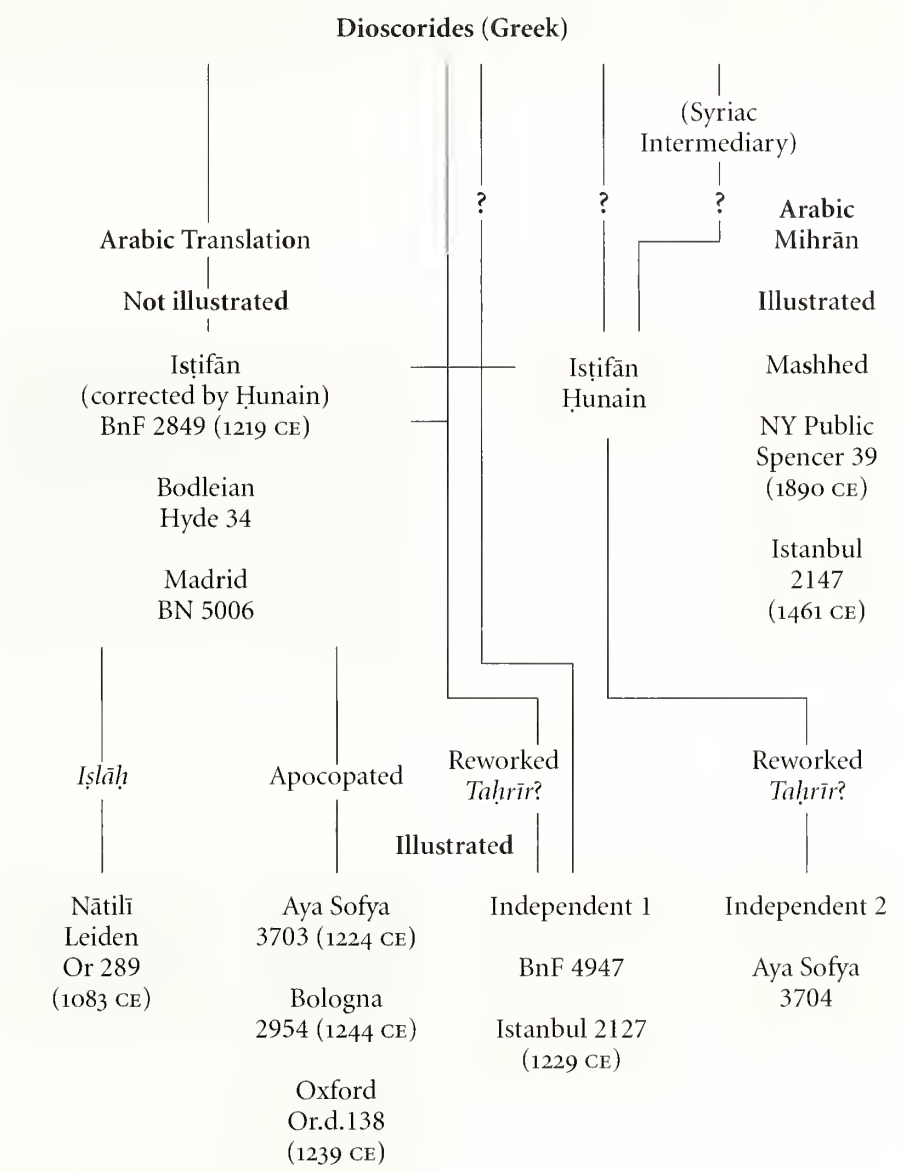 Dioscorides (Greek)
(Syriac
Intermediary)
?
?
?
Arabic
Mihrān
Arabic Translation
Not illustrated
Illustrated
Isṭifān
(corrected by Ḥunain)
BnF 2849 (1219 CE)
Bodleian
Hyde 34
Madrid
BN 5006
Isṭifān
Ḥunain
Mashhed
NY Public
Spencer 39
(1890 CE)
Istanbul
2147
(1461 CE)
Iṣlāḥ
Apocopated
Reworked
Taḥrīr?
Reworked
Taḥrīr?
Illustrated
Nātilī
Leiden
Or 289
(1083 CE)
Aya Sofya
3703 (1224 CE)
Bologna
2954 (1244 CE)
Oxford
Or.d.138
(1239 CE)
Independent 1
BnF 4947
Istanbul 2127
(1229 CE)
Independent 2
Aya Sofya
3704